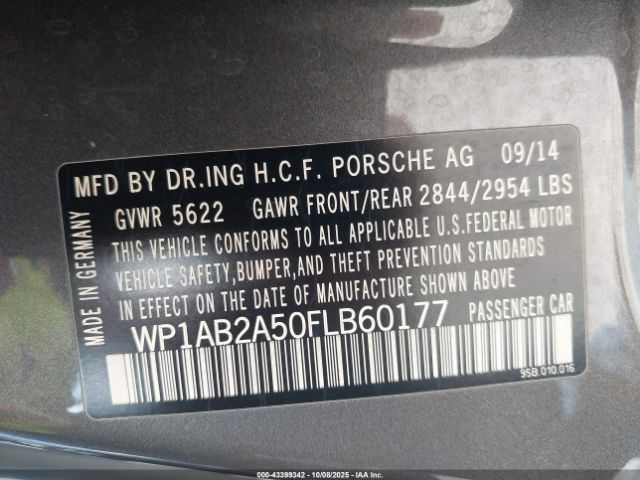 MFD BY DR.ING H.C.F. PORSCHE AG 09/14
GVWR 5622 GAWR FRONT/REAR 2844/2954 LBS
THIS VEHICLE CONFORMS TO ALL APPLICABLE U.S.FEDERAL MOTOR
VEHICLE SAFETY,BUMPER,AND THEFT PREVENTION STANDARDS
IN EFFECT ON THE DATE OF MANUFACTURE SHOWN ABOVE
WP1AB2A50FLB60177 PASSENGER CAR
MADE IN GERMANY
95B.010.016
000-43399342 | 10/08/2025 | © IAA Inc.